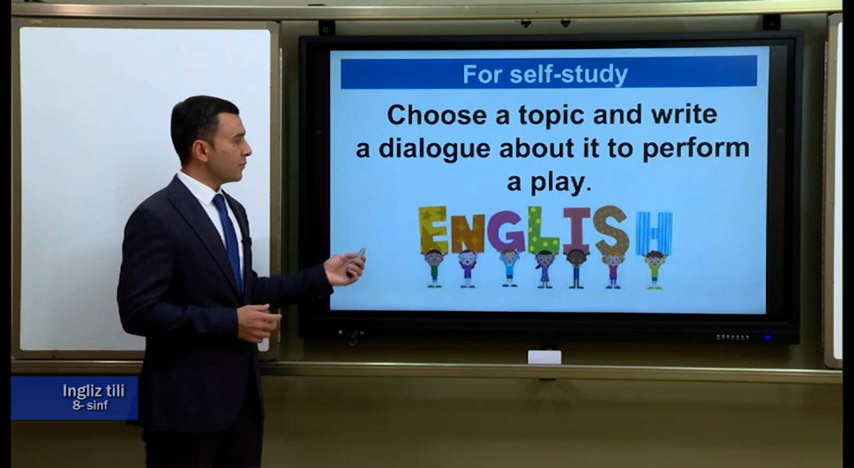 For self-study
Choose a topic and write
a dialogue about it to perform
a play.
ENGLISH
Ingliz tili
8- sinf